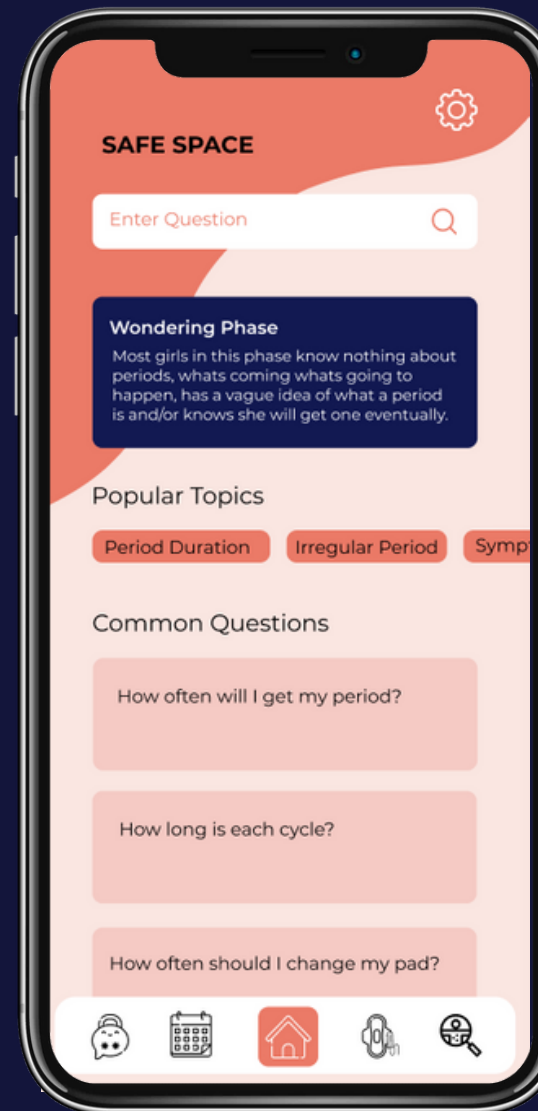 SAFE SPACE
Enter Question
Wondering Phase
Most girls in this phase know nothing about
periods, whats coming whats going to
happen, has a vague idea of what a period
is and/or knows she will get one eventually.
Popular Topics
Period Duration
Irregular Period
Symp
Common Questions
How often will I get my period?
How long is each cycle?
How often should I change my pad?